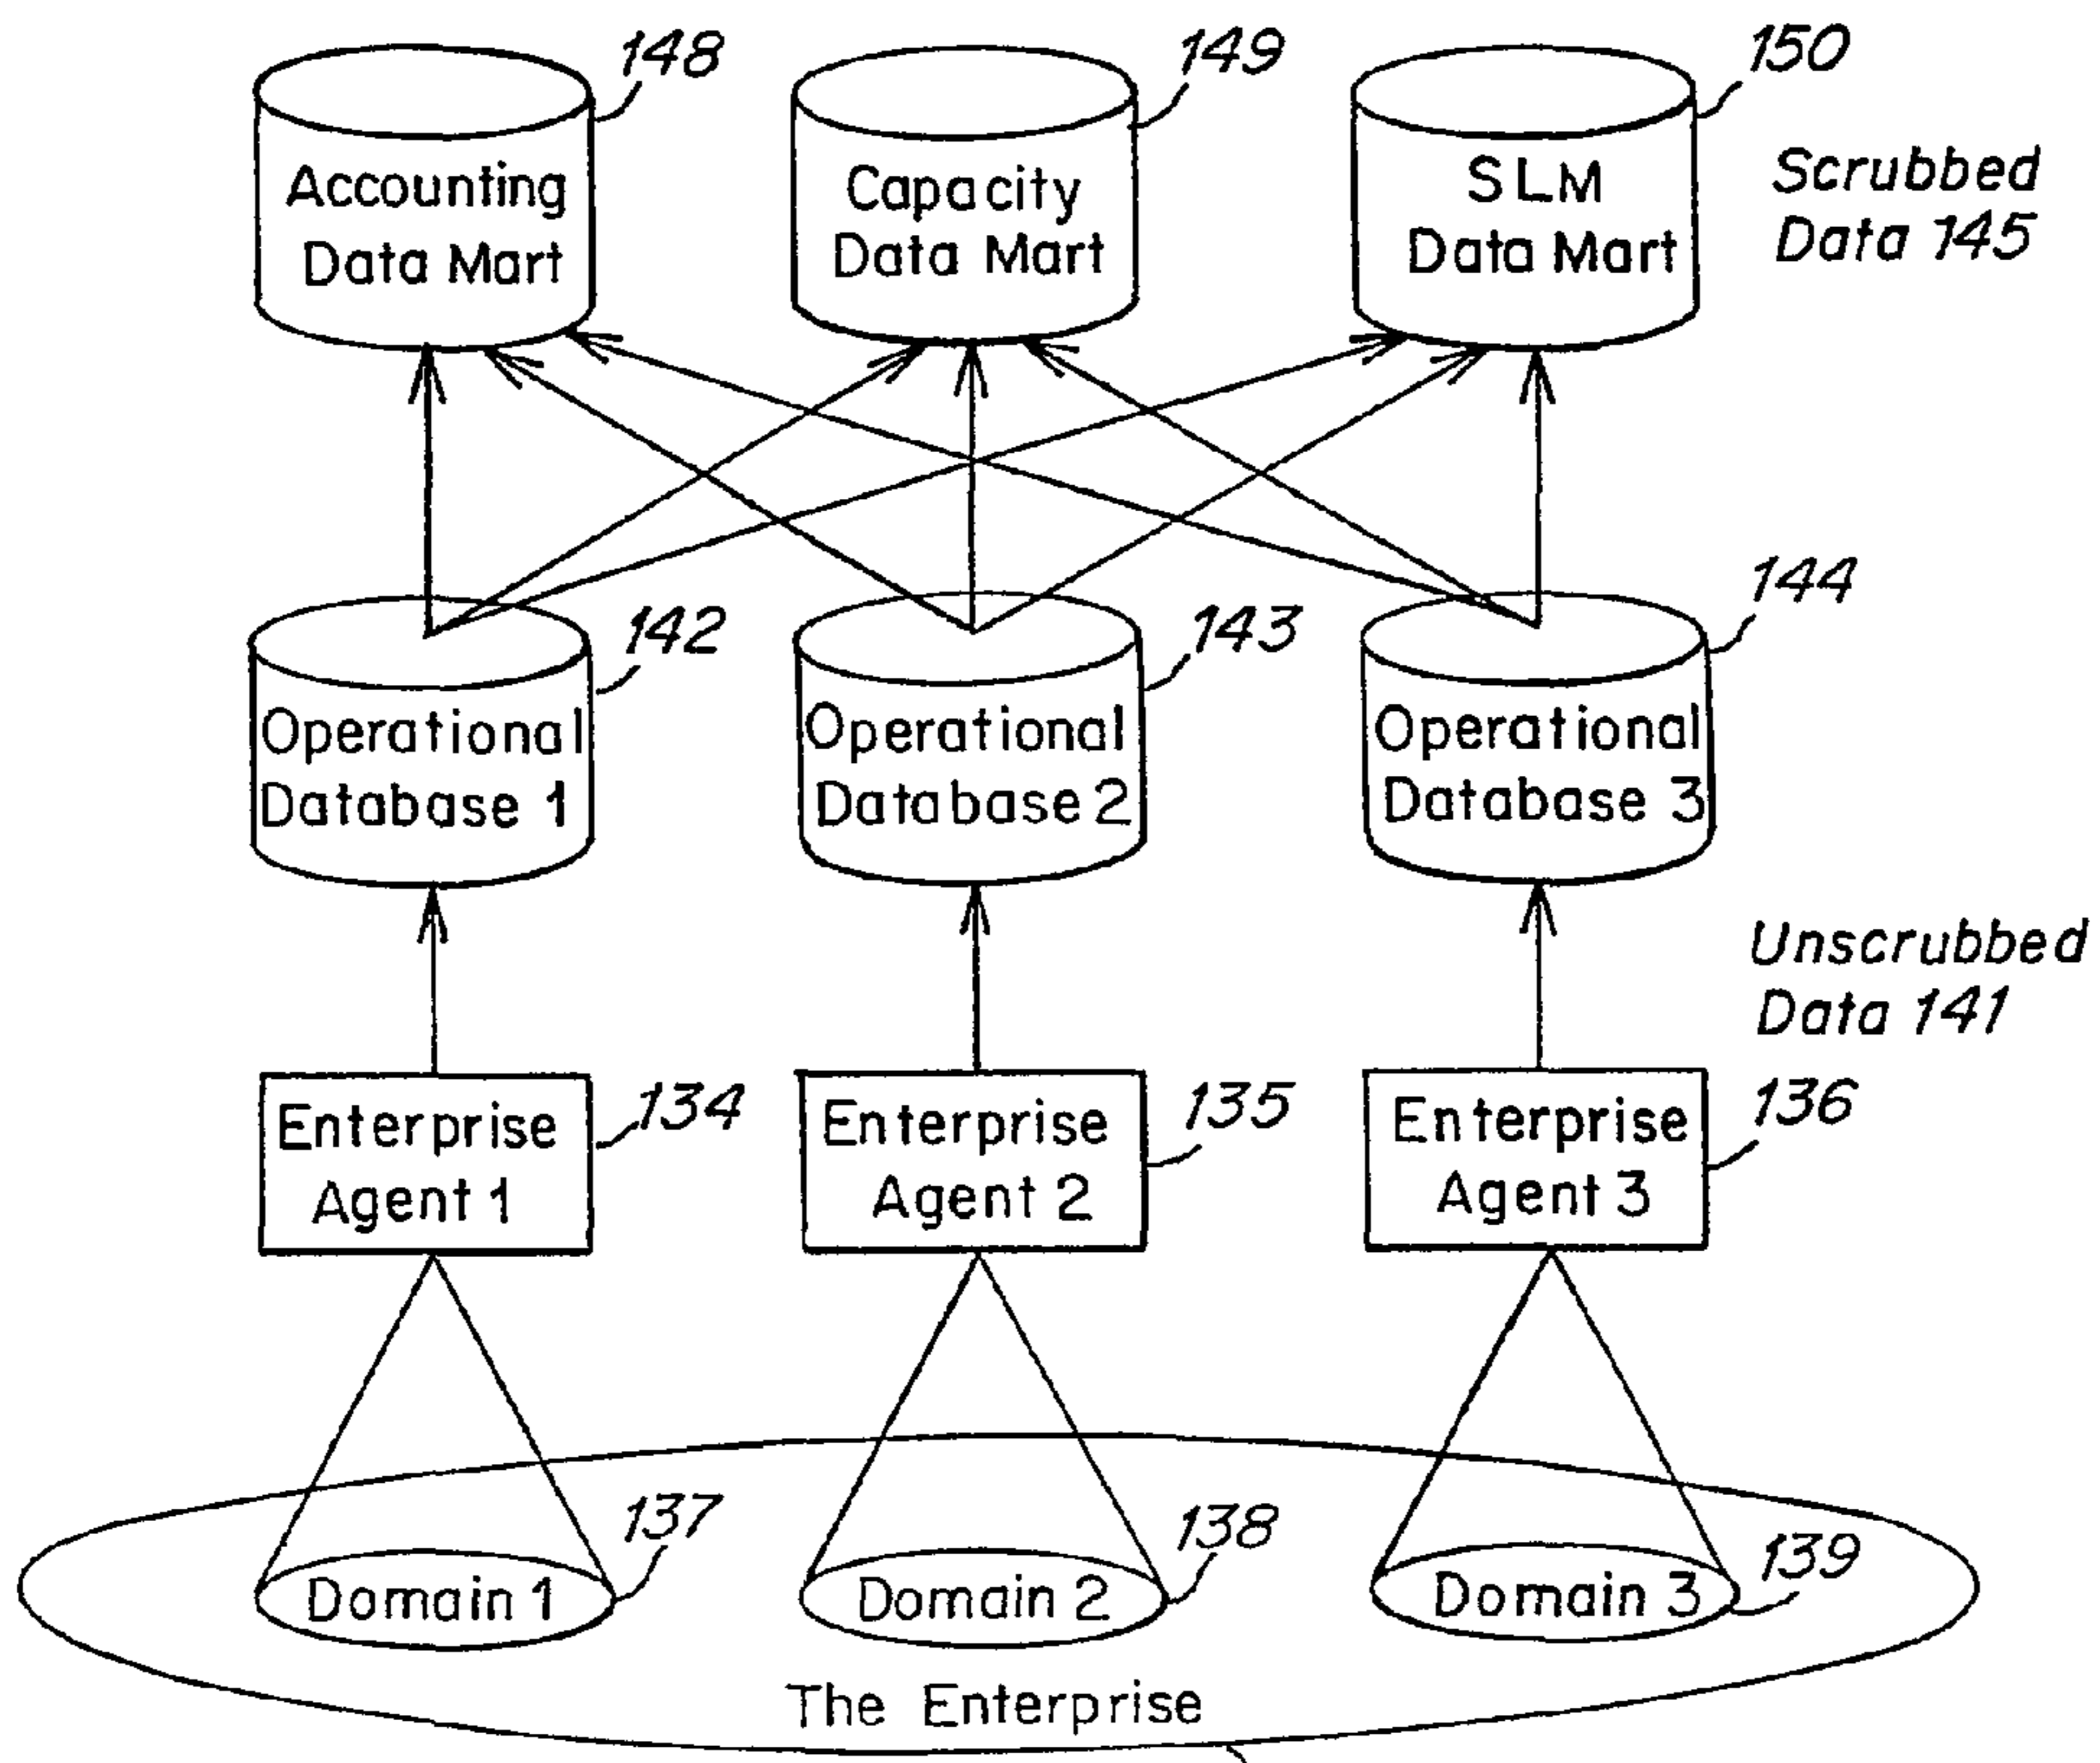 148
149
150
Accounting
Data Mart
Capacity
Data Mart
SLM
Data Mart
Scrubbed
Data 145
142
143
144
Operational
Database 1
Operational
Database 2
Operational
Database 3
Unscrubbed
Data 141
134
135
136
Enterprise
Agent 1
Enterprise
Agent 2
Enterprise
Agent 3
137
138
139
Domain 1
Domain 2
Domain 3
The Enterprise